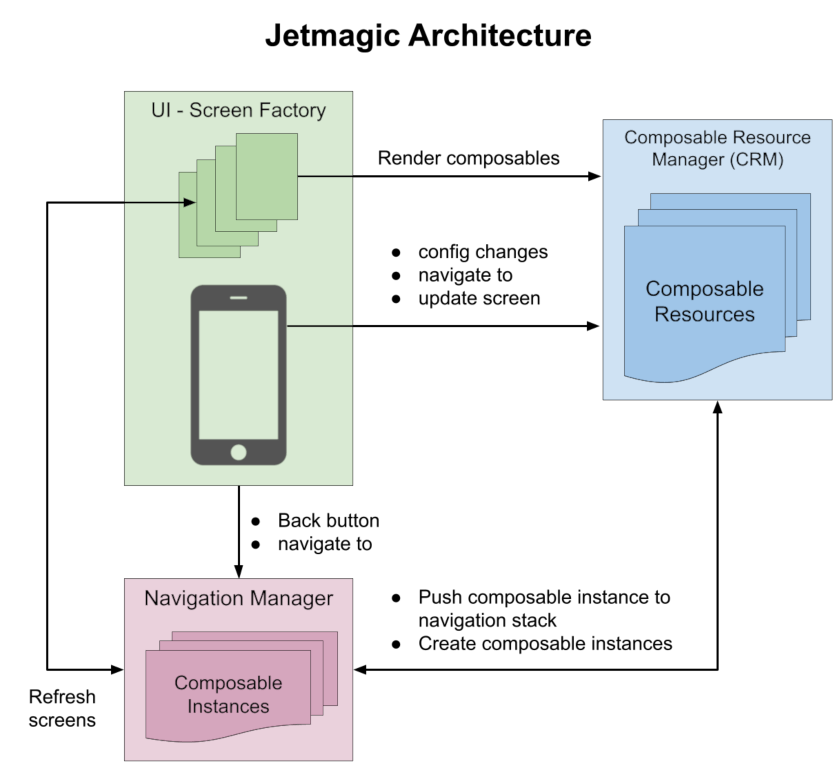 Jetmagic Architecture
UI - Screen Factory
Render composables
Composable Resource
Manager (CRM)
● config changes
● navigate to
● update screen
Composable
Resources
● Back button
● navigate to
Navigation Manager
● Push composable instance to
navigation stack
● Create composable instances
Composable
Instances
Refresh
screens